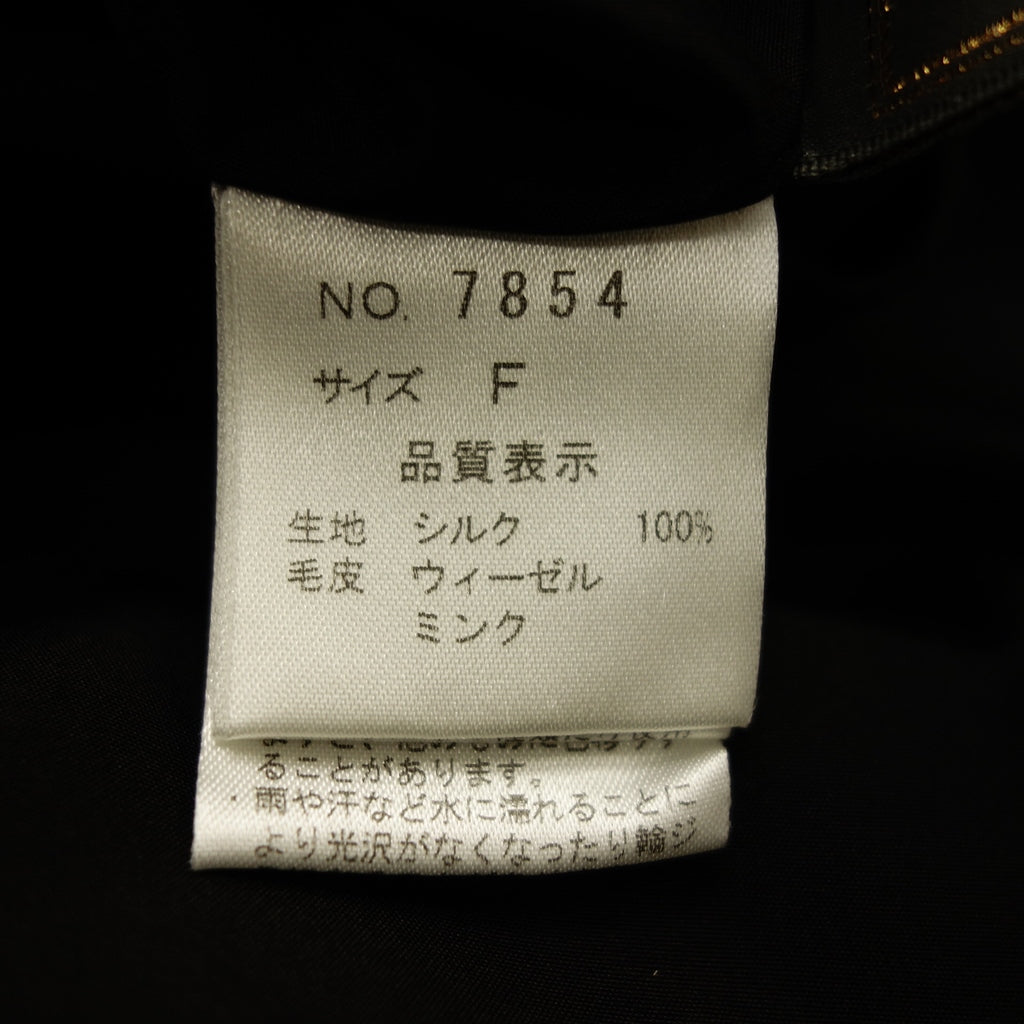 NO. 7854
サイズ F
品質表示
生地 シルク 100%
毛皮 ウィーゼル
ミンク
ることがあります。
・雨や汗など水に濡れることに
より光沢がなくなったり輪ジ